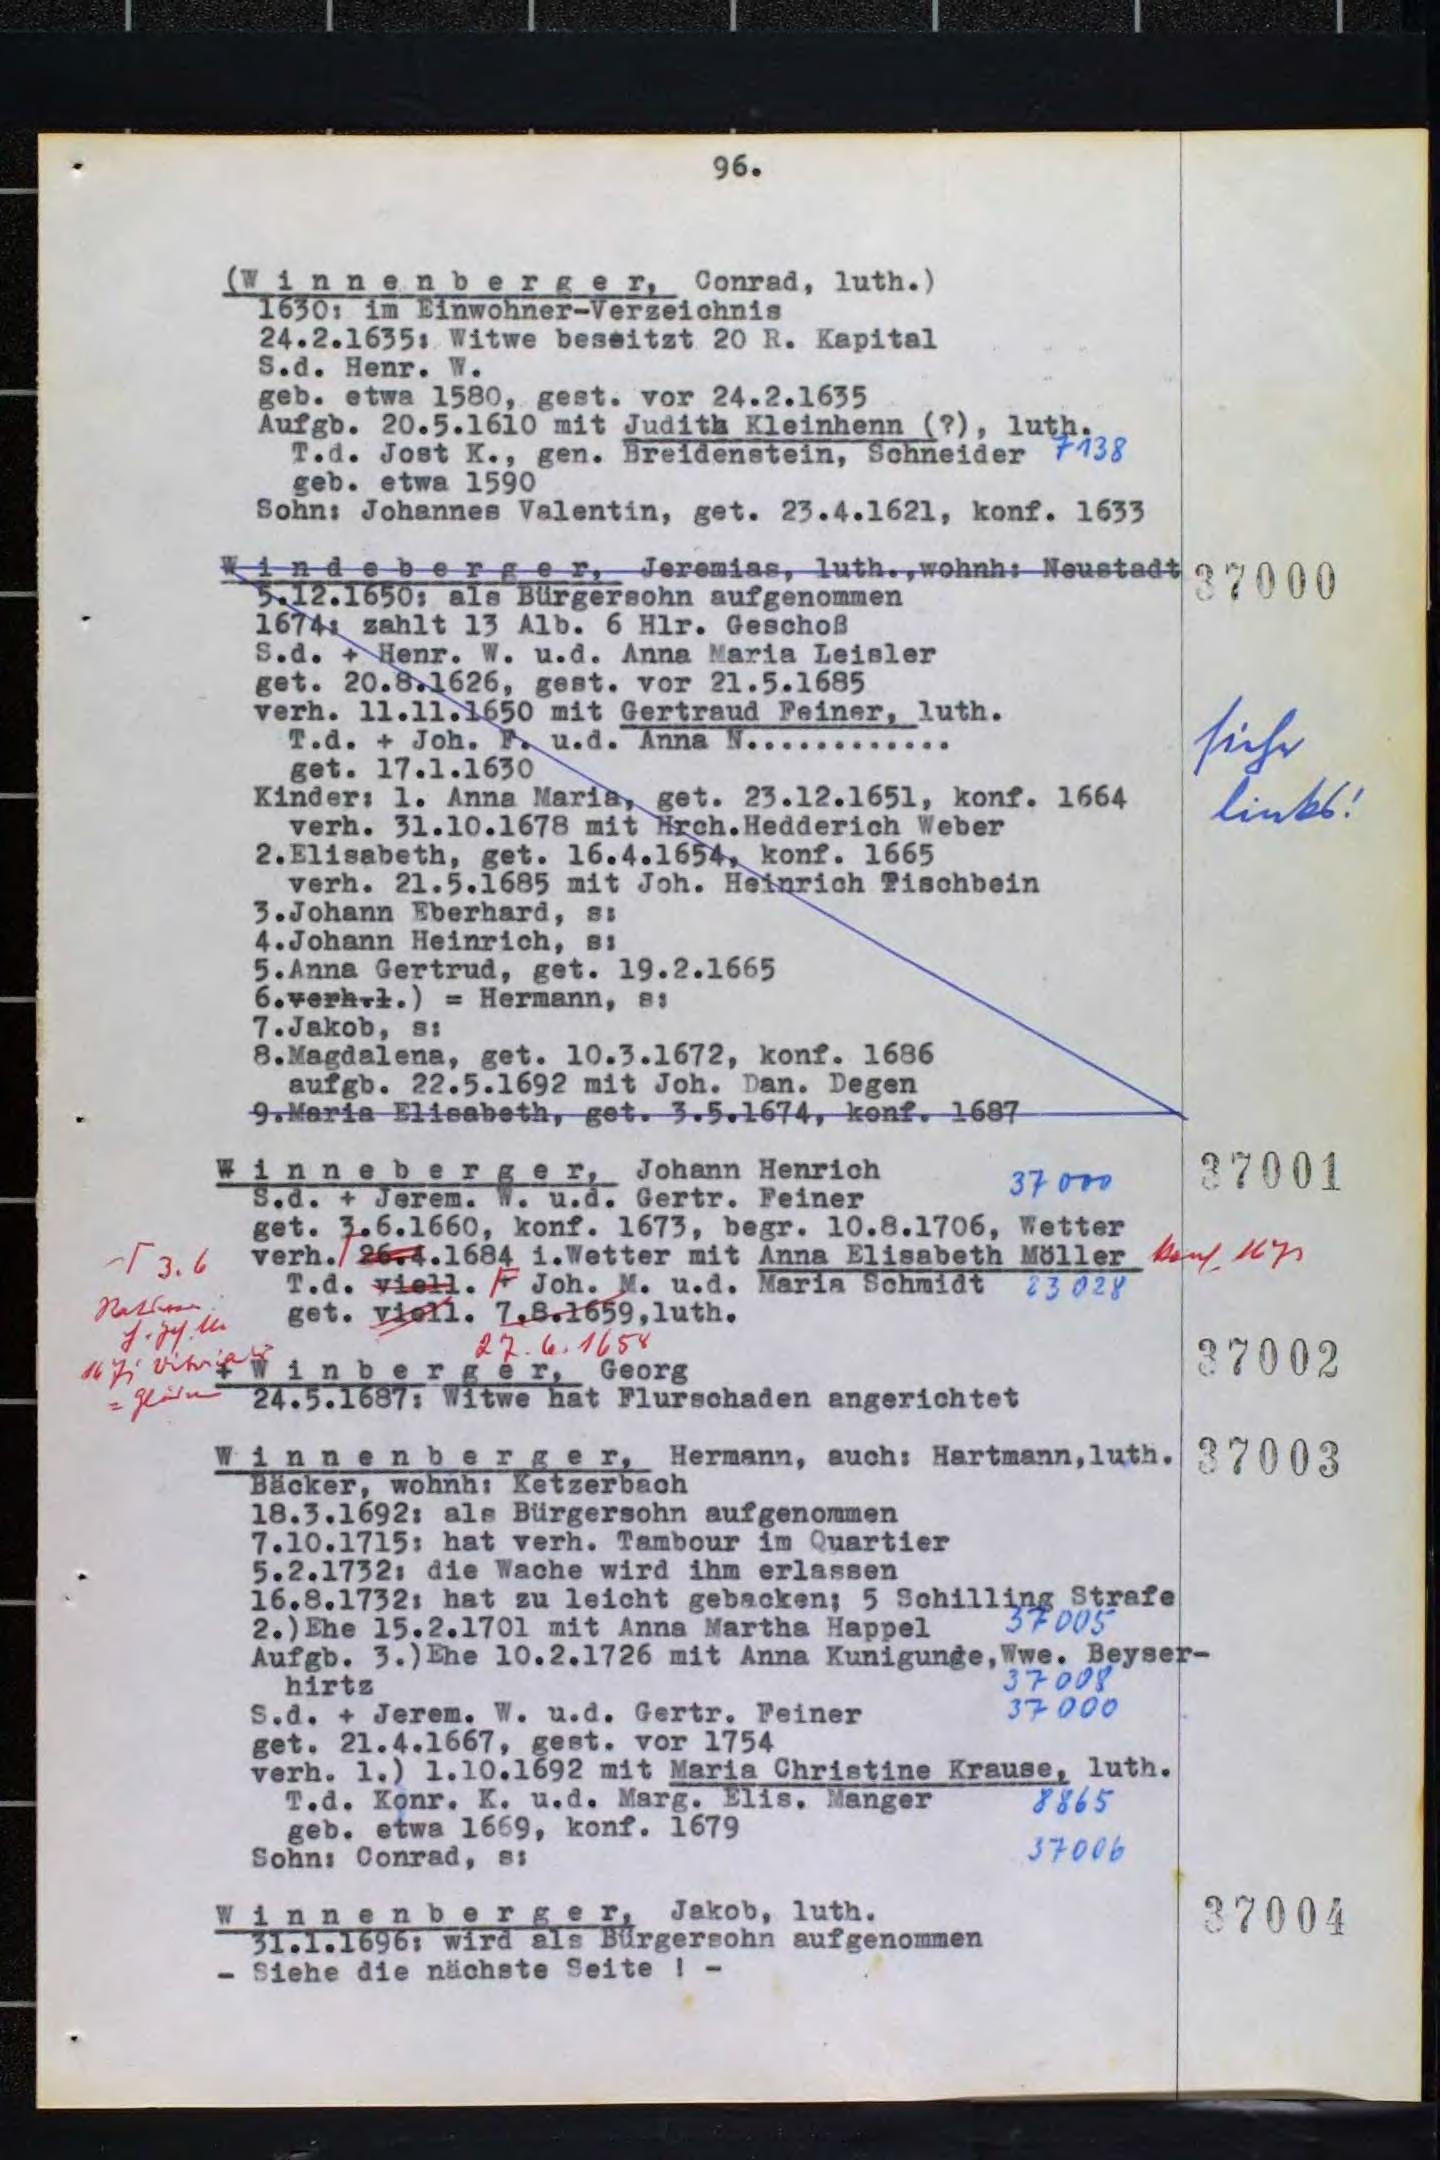 96.
(W i n n e n b e r g e r, Conrad, luth.)
1630: im Einwohner-Verzeichnis
24.2.1635: Witwe beseitzt 20 R. Kapital
S.d. Henr. W.
geb. etwa 1580, gest. vor 24.2.1635
Aufgb. 20.5.1610 mit Judith Kleinhenn (?), luth.
T.d. Jost K., gen. Breidenstein, Schneider 7138
geb. etwa 1590
Sohn: Johannes Valentin, get. 23.4.1621, konf. 1633
W i n d e b e r g e r, Jeremias, luth.,wohnh: Neustadt 37000
5.12.1650: als Bürgersohn aufgenommen
1674: zahlt 13 Alb. 6 Hlr. Geschoß
S.d. + Henr. W. u.d. Anna Maria Leisler
get. 20.8.1626, gest. vor 21.5.1685
verh. 11.11.1650 mit Gertraud Feiner, luth.
T.d. + Joh. F. u.d. Anna N............
get. 17.1.1630
siehe
links!
Kinder: 1. Anna Maria, get. 23.12.1651, konf. 1664
verh. 31.10.1678 mit Hrch.Hedderich Weber
2.Elisabeth, get. 16.4.1654, konf. 1665
verh. 21.5.1685 mit Joh. Heinrich Tischbein
3.Johann Eberhard, s:
4.Johann Heinrich, s:
5.Anna Gertrud, get. 19.2.1665
6.verh.1.) = Hermann, s:
7.Jakob, s:
8.Magdalena, get. 10.3.1672, konf. 1686
aufgb. 22.5.1692 mit Joh. Dan. Degen
9.Maria Elisabeth, get. 3.5.1674, konf. 1687
W i n n e b e r g e r, Johann Henrich 37001
S.d. + Jerem. W. u.d. Gertr. Feiner 37000
get. 3.6.1660, konf. 1673, begr. 10.8.1706, Wetter
verh. 26.4.1684 i.Wetter mit Anna Elisabeth Möller
3.6
T.d. viell. + Joh. M. u.d. Maria Schmidt 23028
get. viell. 7.8.1659,luth.
27.6.1658
+ W i n b e r g e r, Georg 37002
24.5.1687: Witwe hat Flurschaden angerichtet
W i n n e n b e r g e r, Hermann, auch: Hartmann,luth. 37003
Bäcker, wohnh: Ketzerbach
18.3.1692: als Bürgersohn aufgenommen
7.10.1715: hat verh. Tambour im Quartier
5.2.1732: die Wache wird ihm erlassen
16.8.1732: hat zu leicht gebacken; 5 Schilling Strafe
2.)Ehe 15.2.1701 mit Anna Martha Happel 37005
Aufgb. 3.)Ehe 10.2.1726 mit Anna Kunigunde,Wwe. Beyser-
hirtz 37008
S.d. + Jerem. W. u.d. Gertr. Feiner 37000
get. 21.4.1667, gest. vor 1754
verh. 1.) 1.10.1692 mit Maria Christine Krause, luth.
T.d. Konr. K. u.d. Marg. Elis. Manger 8865
geb. etwa 1669, konf. 1679
Sohn: Conrad, s: 37006
W i n n e n b e r g e r, Jakob, luth. 37004
31.1.1696: wird als Bürgersohn aufgenommen
- Siehe die nächste Seite ! -